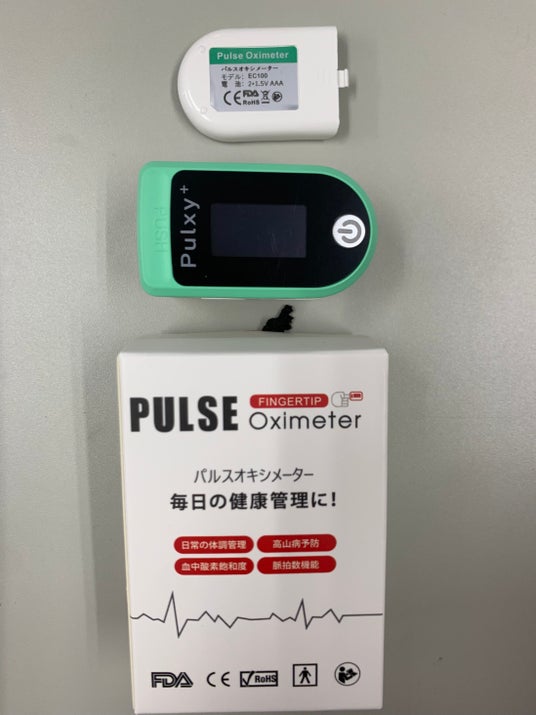 Pulse Oximeter
パルスオキシメーター
モデル: EC100
電 池: 2*1.5V AAA
CE FDA RoHS
PUSH
Pulxy+
PULSE
FINGERTIP
Oximeter
パルスオキシメーター
毎日の健康管理に!
日常の体調管理 高山病予防
血中酸素飽和度 脈拍数機能
FDA CE RoHS